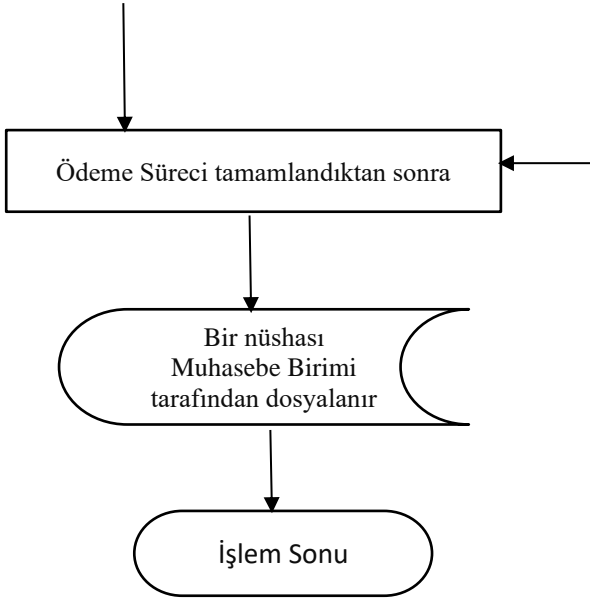 Ödeme Süreci tamamlandıktan sonra
Bir nüshası
Muhasebe Birimi
tarafından dosyalanır
İşlem Sonu